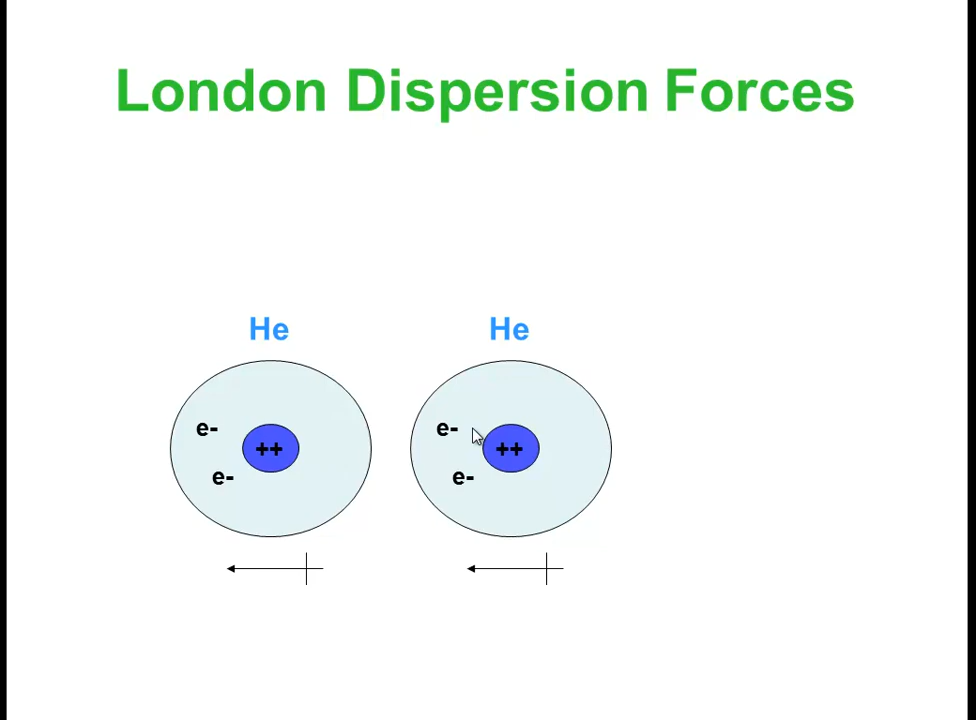 London Dispersion Forces
He He
e- e-
++ ++
e- e-